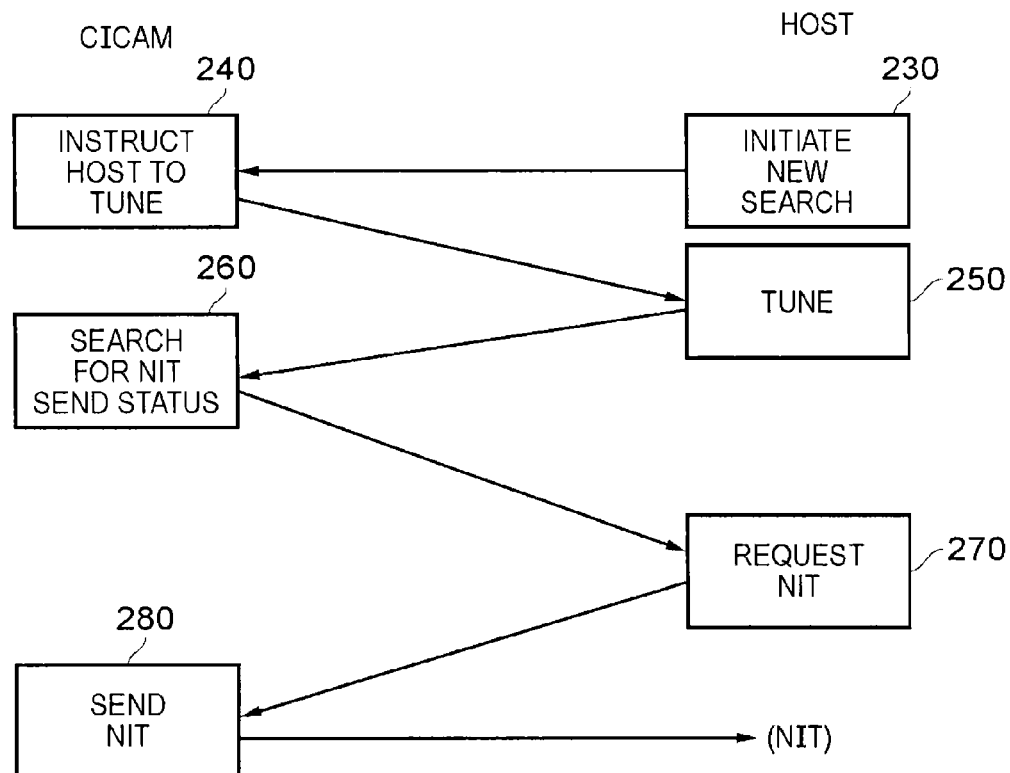 CICAM
HOST
240
230
INSTRUCT
HOST TO
TUNE
INITIATE
NEW
SEARCH
260
250
TUNE
SEARCH
FOR NIT
SEND STATUS
270
REQUEST
NIT
280
SEND
NIT
(NIT)